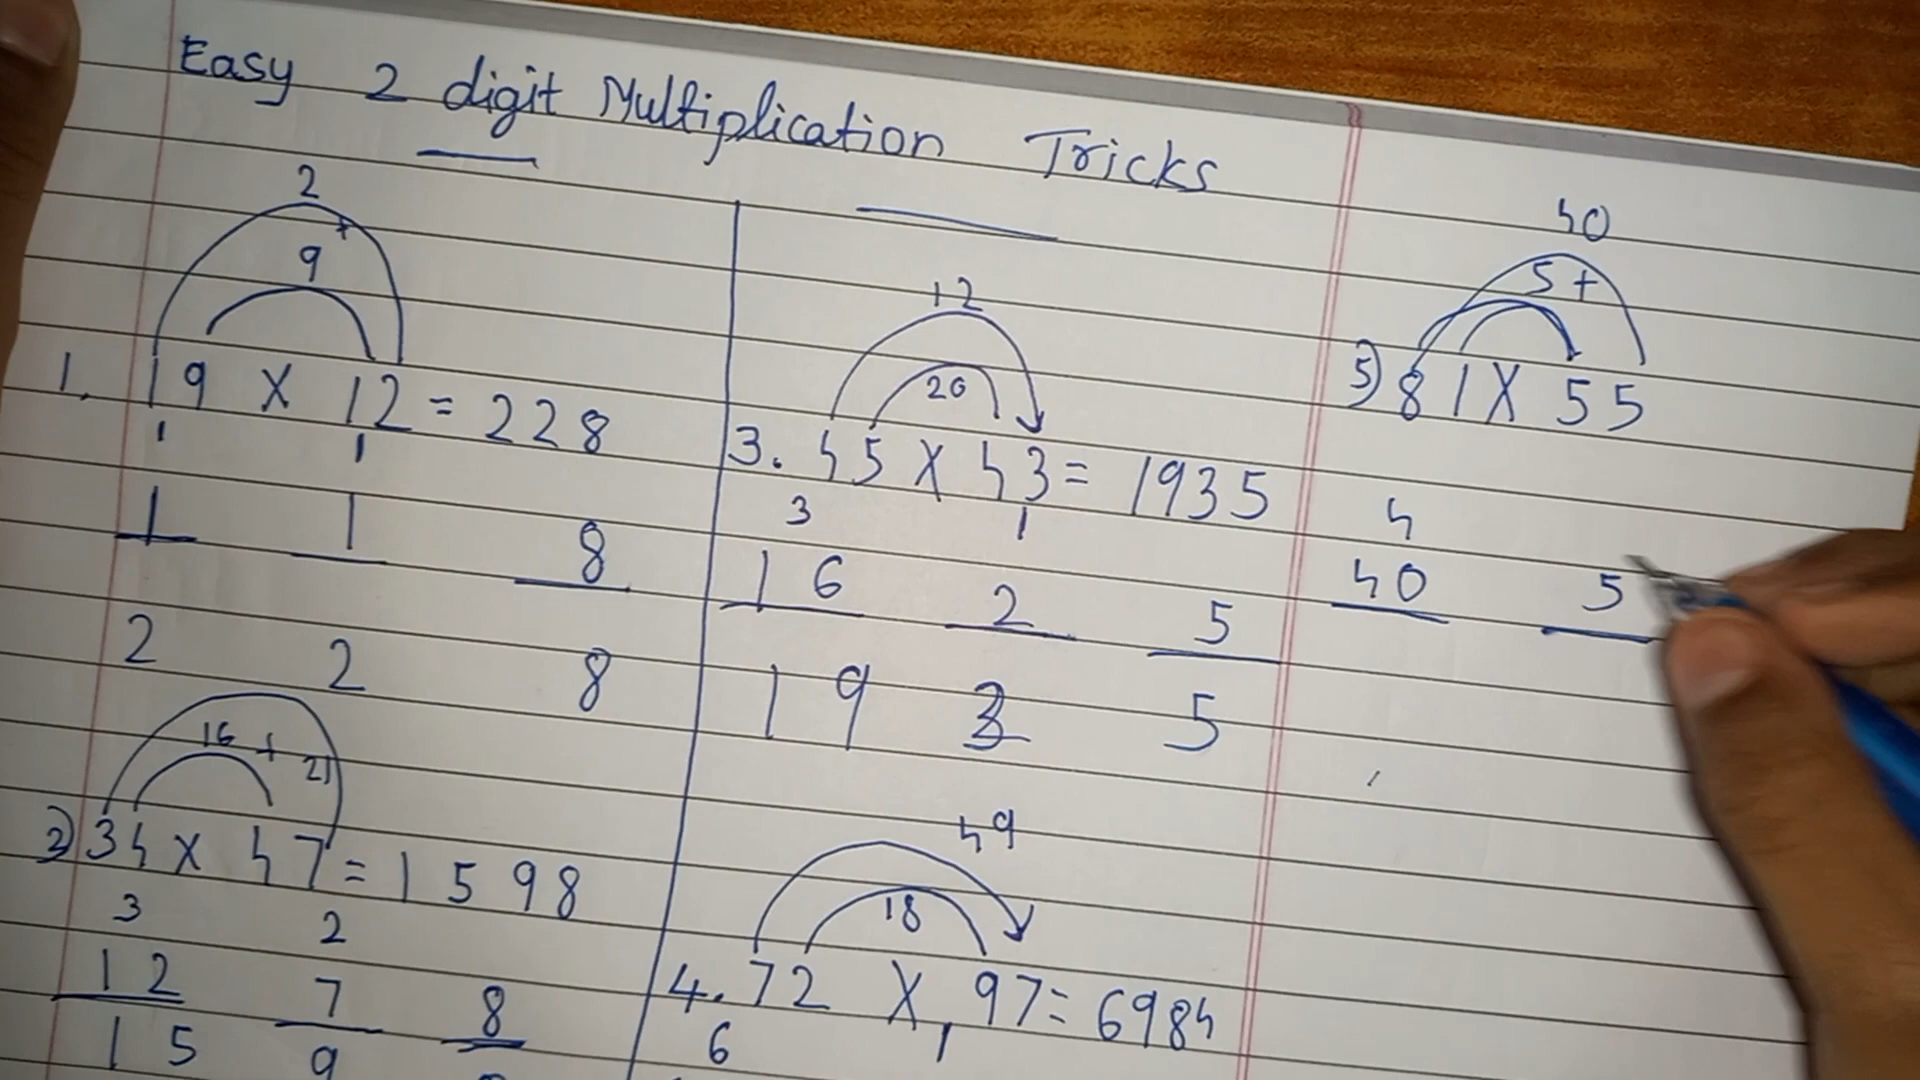 Easy 2 digit Multiplication Tricks
2
+
9
1. 19 X 12 = 228
1 1
1 1 8
2 2 8
16 + 21
2) 34 X 47 = 1598
3 2
12 7 8
15 9
12
20
3. 45 X 43 = 1935
3 1
16 2 5
19 3 5
49
18
4. 72 X 97 = 6984
6 1
40
5 +
5) 81 X 55
4
40 5